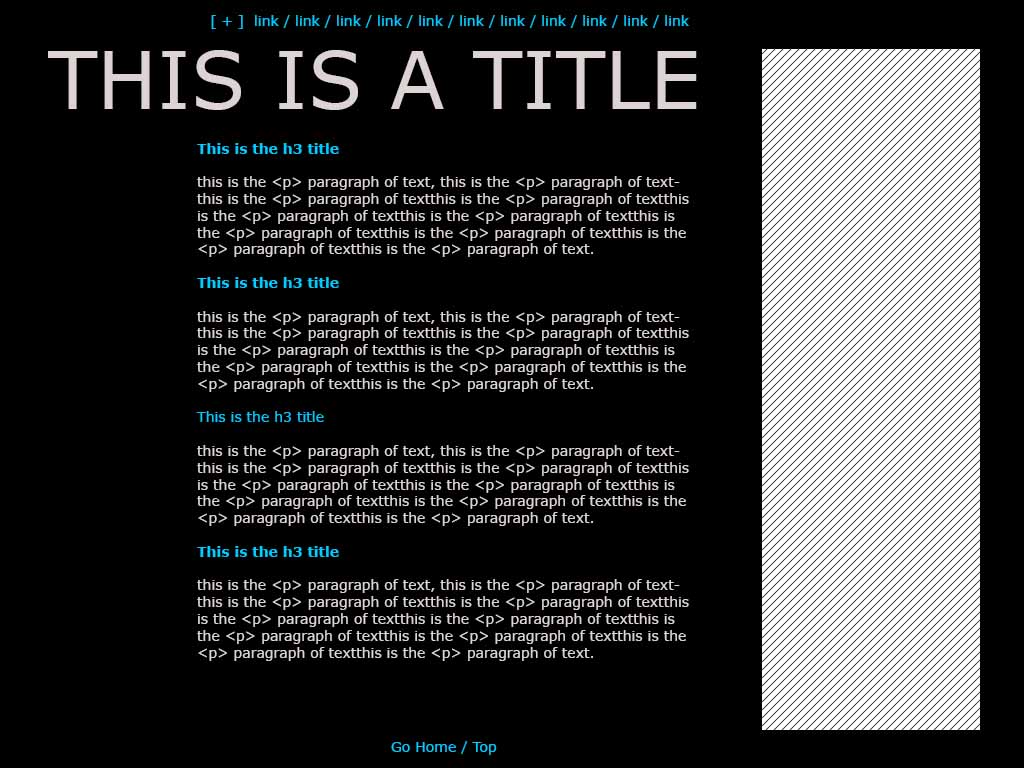 [ + ] link / link / link / link / link / link / link / link / link / link / link
THIS IS A TITLE
This is the h3 title
this is the <p> paragraph of text, this is the <p> paragraph of text-
this is the <p> paragraph of textthis is the <p> paragraph of textthis
is the <p> paragraph of textthis is the <p> paragraph of textthis is
the <p> paragraph of textthis is the <p> paragraph of textthis is the
<p> paragraph of textthis is the <p> paragraph of text.
This is the h3 title
this is the <p> paragraph of text, this is the <p> paragraph of text-
this is the <p> paragraph of textthis is the <p> paragraph of textthis
is the <p> paragraph of textthis is the <p> paragraph of textthis is
the <p> paragraph of textthis is the <p> paragraph of textthis is the
<p> paragraph of textthis is the <p> paragraph of text.
This is the h3 title
this is the <p> paragraph of text, this is the <p> paragraph of text-
this is the <p> paragraph of textthis is the <p> paragraph of textthis
is the <p> paragraph of textthis is the <p> paragraph of textthis is
the <p> paragraph of textthis is the <p> paragraph of textthis is the
<p> paragraph of textthis is the <p> paragraph of text.
This is the h3 title
this is the <p> paragraph of text, this is the <p> paragraph of text-
this is the <p> paragraph of textthis is the <p> paragraph of textthis
is the <p> paragraph of textthis is the <p> paragraph of textthis is
the <p> paragraph of textthis is the <p> paragraph of textthis is the
<p> paragraph of textthis is the <p> paragraph of text.
Go Home / Top